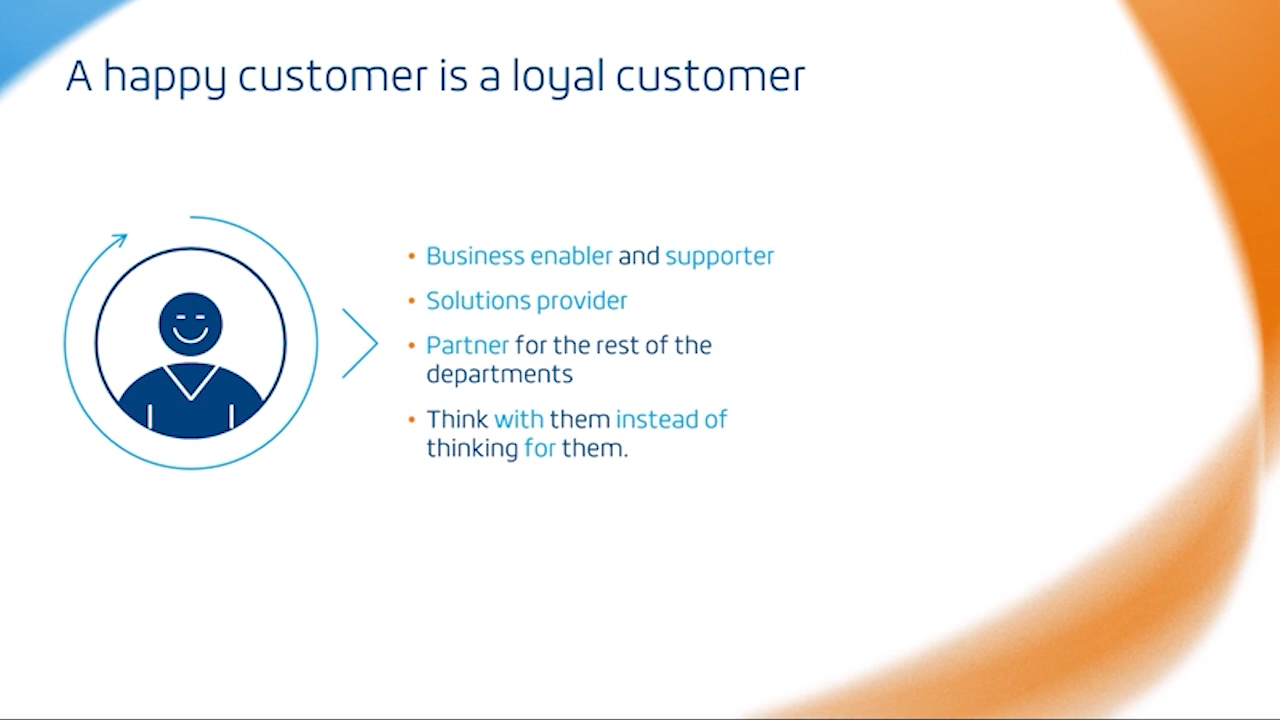 A happy customer is a loyal customer
• Business enabler and supporter
• Solutions provider
• Partner for the rest of the
departments
• Think with them instead of
thinking for them.